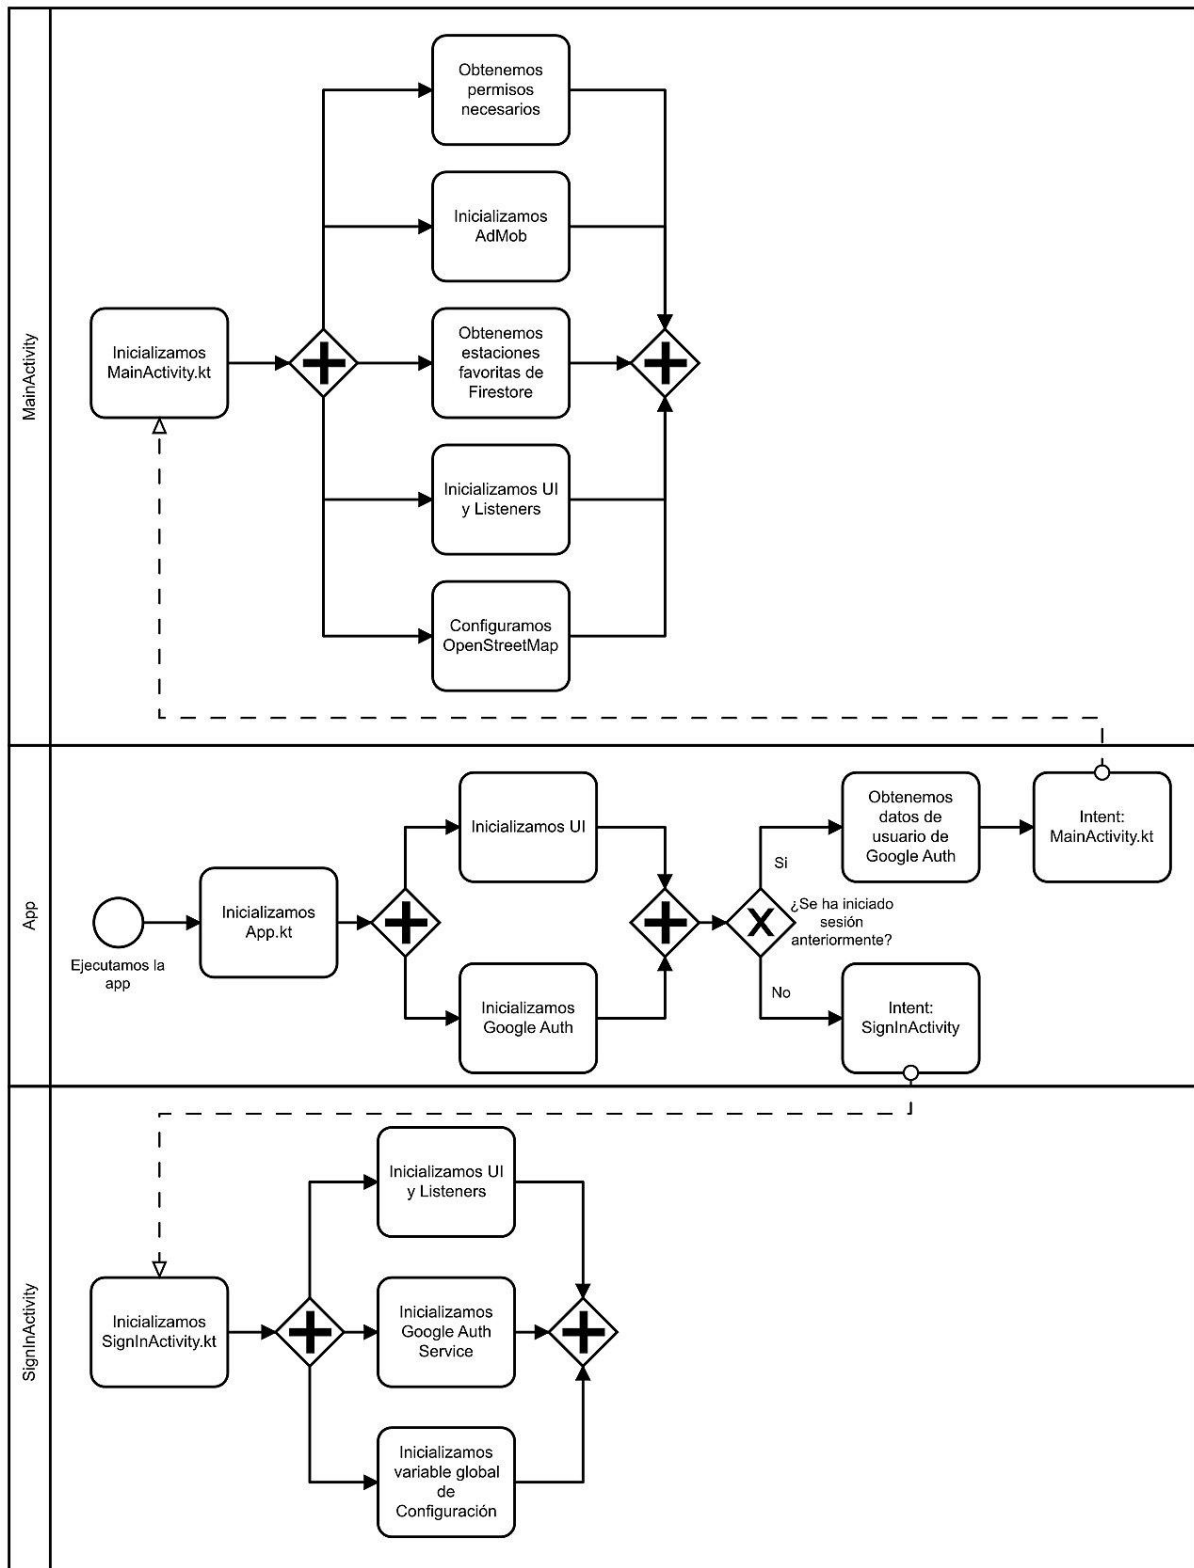 MainActivity
Obtenemos
permisos
necesarios
Inicializamos
AdMob
Inicializamos
MainActivity.kt
Obtenemos
estaciones
favoritas de
Firestore
Inicializamos UI
y Listeners
Configuramos
OpenStreetMap
App
Ejecutamos la
app
Inicializamos
App.kt
Inicializamos UI
Inicializamos
Google Auth
¿Se ha iniciado
sesión
anteriormente?
Si
Obtenemos
datos de
usuario de
Google Auth
Intent:
MainActivity.kt
No
Intent:
SignInActivity
SignInActivity
Inicializamos
SignInActivity.kt
Inicializamos UI
y Listeners
Inicializamos
Google Auth
Service
Inicializamos
variable global
de
Configuración